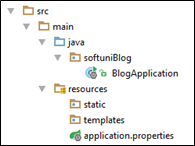 src
main
java
softuniBlog
BlogApplication
resources
static
templates
application.properties